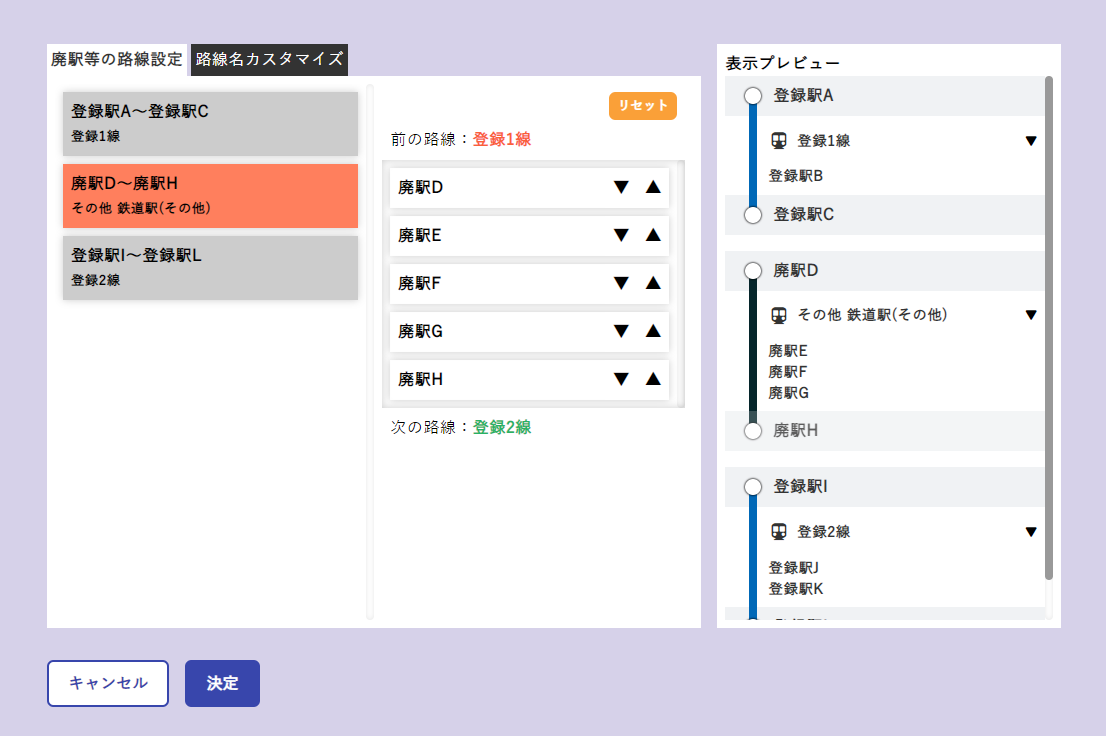 廃駅等の路線設定
路線名カスタマイズ
登録駅A～登録駅C
登録1線
廃駅D～廃駅H
その他 鉄道駅(その他)
登録駅I～登録駅L
登録2線
リセット
前の路線：登録1線
廃駅D ▼ ▲
廃駅E ▼ ▲
廃駅F ▼ ▲
廃駅G ▼ ▲
廃駅H ▼ ▲
次の路線：登録2線
表示プレビュー
登録駅A
登録1線 ▼
登録駅B
登録駅C
廃駅D
その他 鉄道駅(その他) ▼
廃駅E
廃駅F
廃駅G
廃駅H
登録駅I
登録2線 ▼
登録駅J
登録駅K
キャンセル
決定